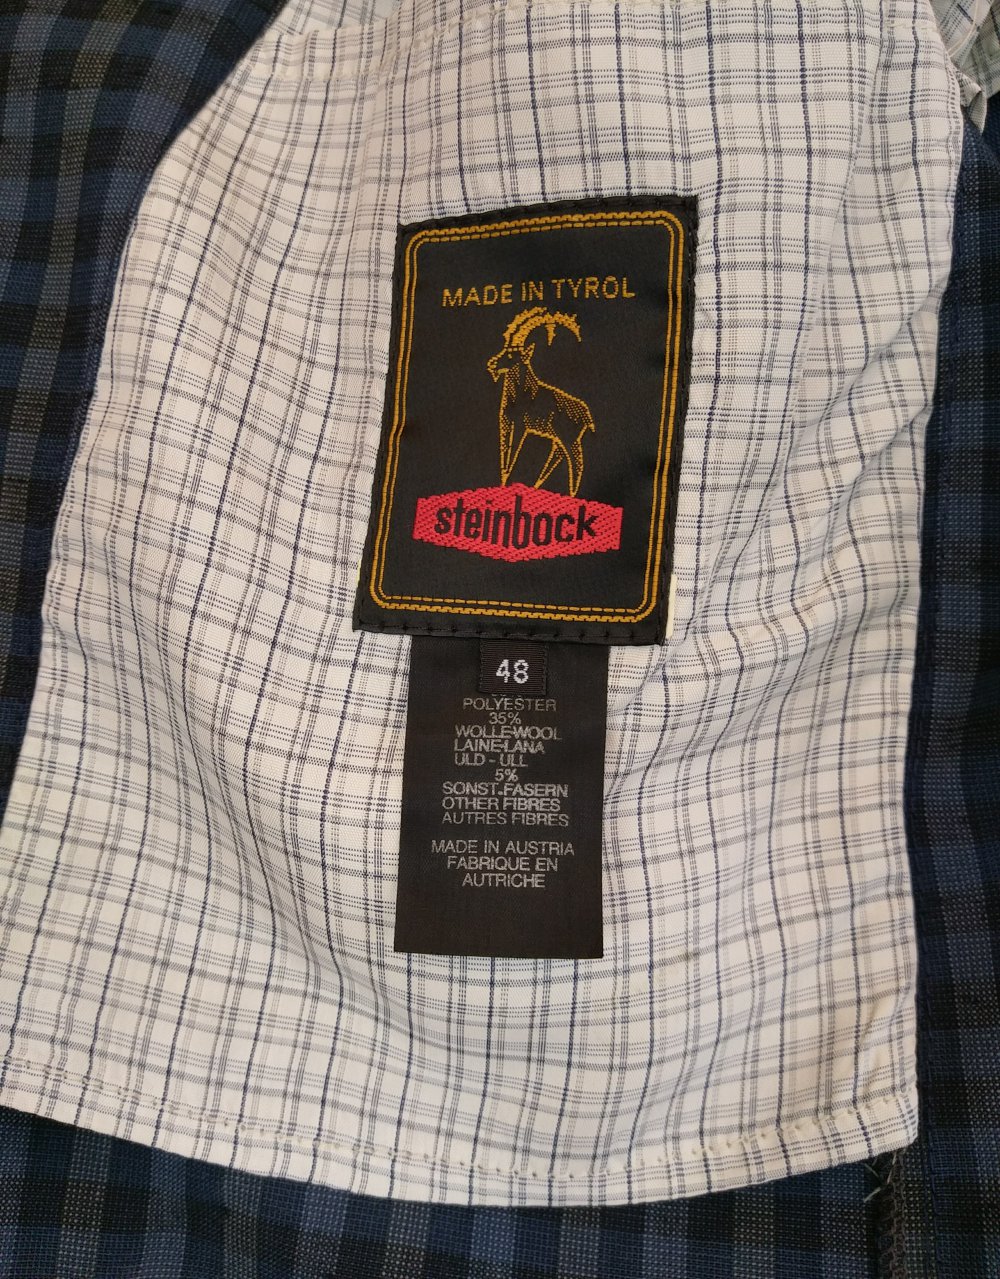 MADE IN TYROL
steinbock
48
POLYESTER
35%
WOLLE-WOOL
LAINE-LANA
ULD - ULL
5%
SONST.FASERN
OTHER FIBRES
AUTRES FIBRES
MADE IN AUSTRIA
FABRIQUE EN
AUTRICHE